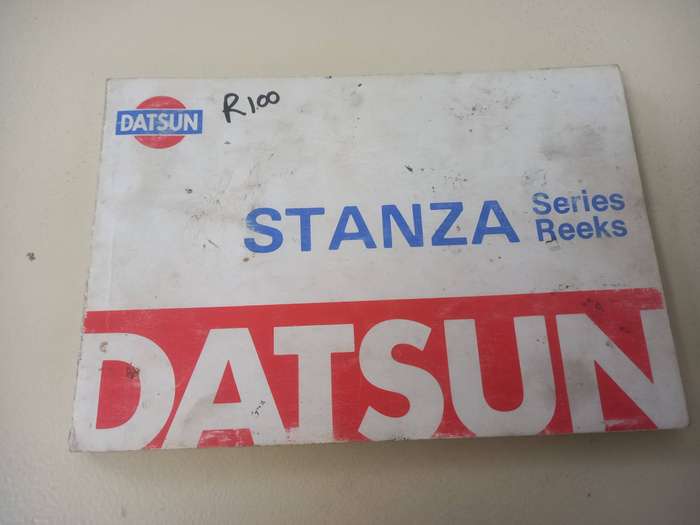 DATSUN
R100
STANZA
Series
Reeks
DATSUN